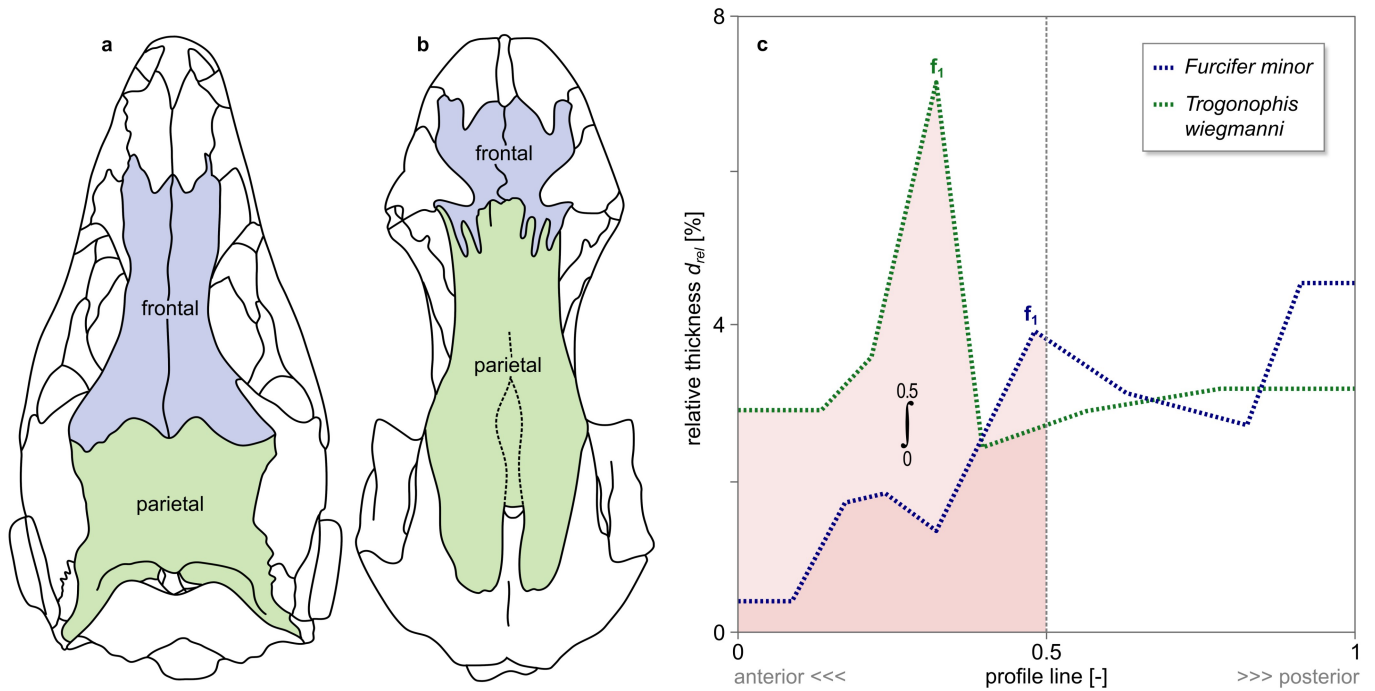 a
frontal
parietal
b
frontal
parietal
c
8
4
0
relative thickness d_rel [%]
f₁
f₁
0.5
∫
0
Furcifer minor
Trogonophis
wiegmanni
0
0.5
1
anterior <<<
profile line [-]
>>> posterior